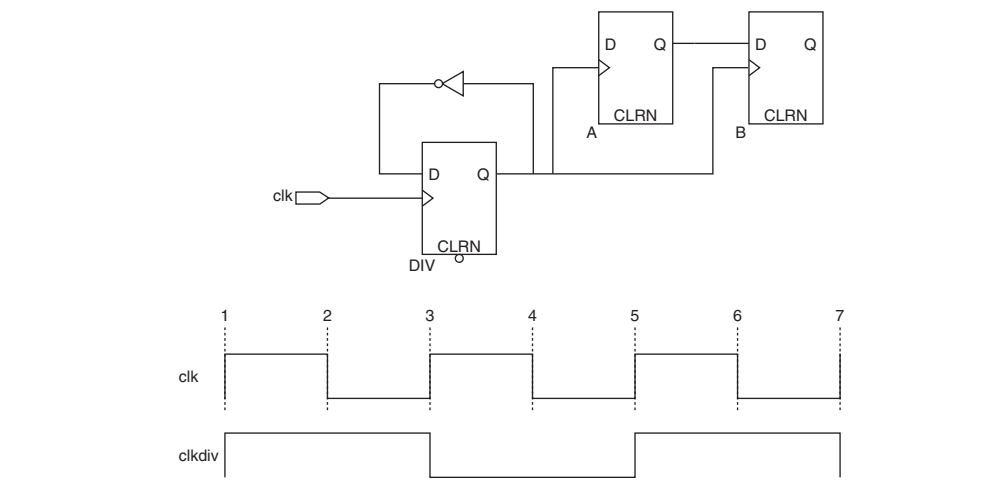 D Q
D Q
CLRN
CLRN
A
B
D Q
clk
CLRN
DIV
1 2 3 4 5 6 7
clk
clkdiv